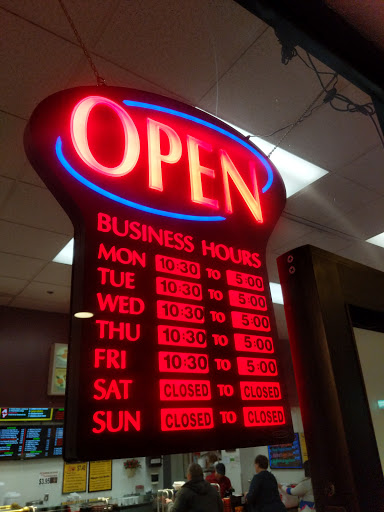 OPEN
BUSINESS HOURS
MON 10:30 TO 5:00
TUE 10:30 TO 5:00
WED 10:30 TO 5:00
THU 10:30 TO 5:00
FRI 10:30 TO 5:00
SAT CLOSED TO CLOSED
SUN CLOSED TO CLOSED